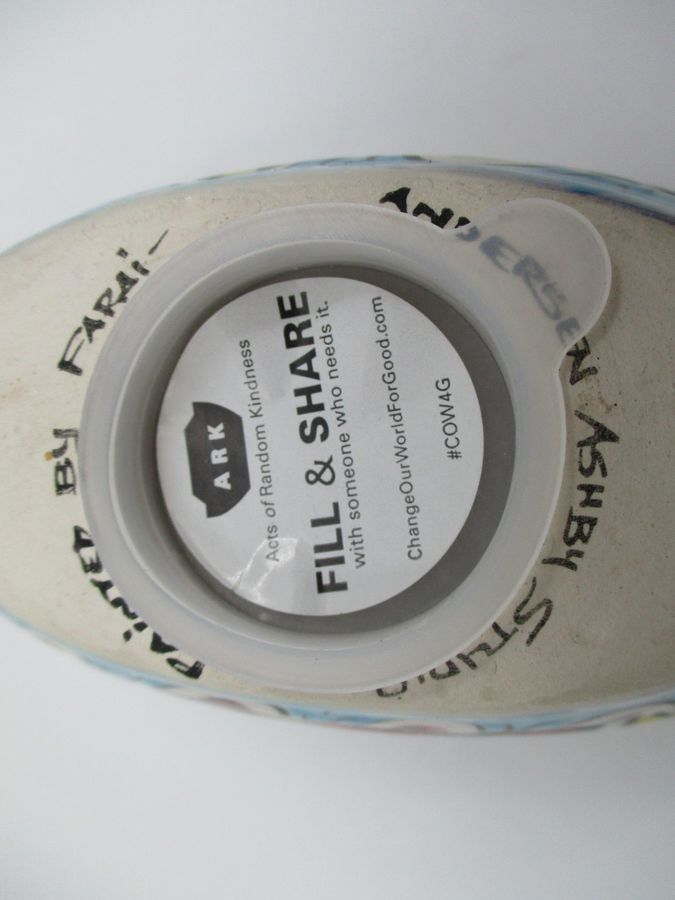 PAINTED BY FARAI-
ANDERSEN ASHBY STUDIO
ARK
Acts of Random Kindness
FILL & SHARE
with someone who needs it.
ChangeOurWorldForGood.com
#COW4G